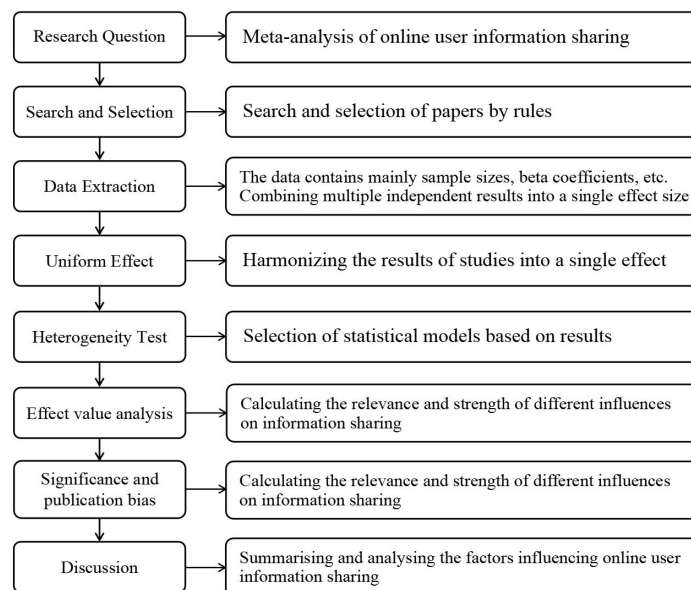 Research Question
Meta-analysis of online user information sharing
Search and Selection
Search and selection of papers by rules
Data Extraction
The data contains mainly sample sizes, beta coefficients, etc.
Combining multiple independent results into a single effect size
Uniform Effect
Harmonizing the results of studies into a single effect
Heterogeneity Test
Selection of statistical models based on results
Effect value analysis
Calculating the relevance and strength of different influences
on information sharing
Significance and
publication bias
Calculating the relevance and strength of different influences
on information sharing
Discussion
Summarising and analysing the factors influencing online user
information sharing